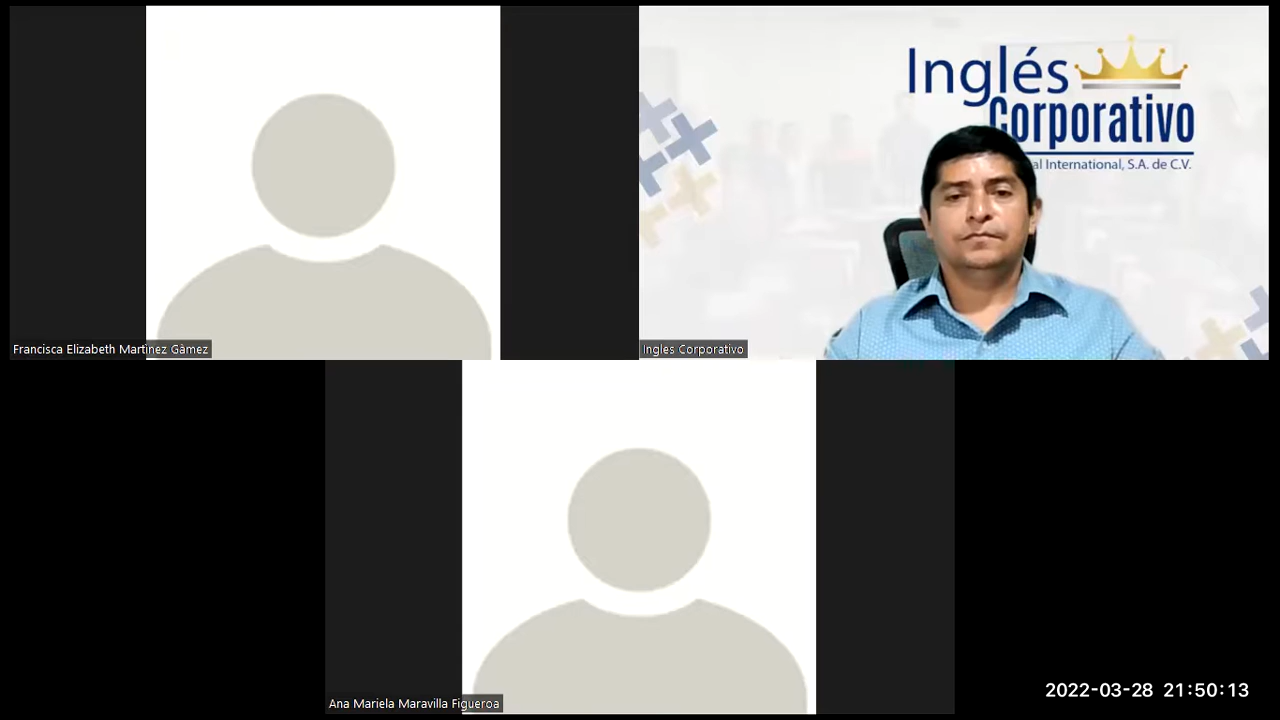 Inglés
Corporativo
al International, S.A. de C.V.
Francisca Elizabeth Martìnez Gàmez
Ingles Corporativo
Ana Mariela Maravilla Figueroa
2022-03-28 21:50:13